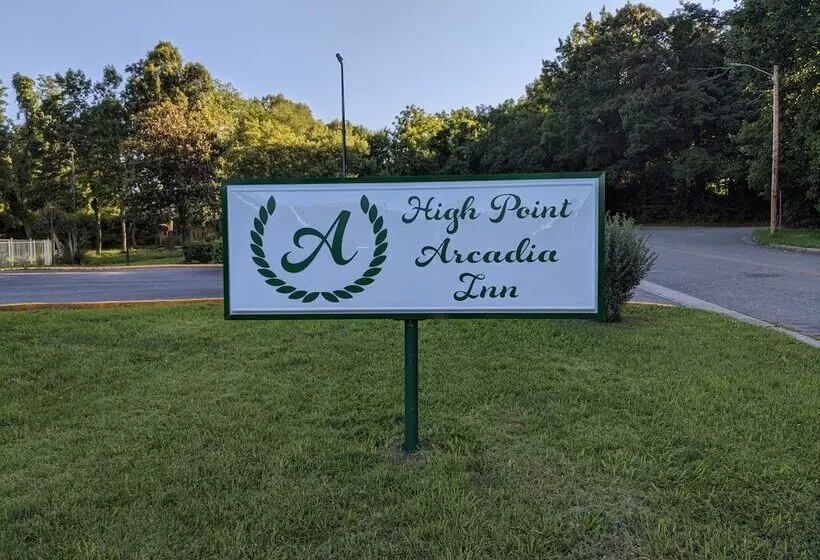 A
High Point
Arcadia
Inn